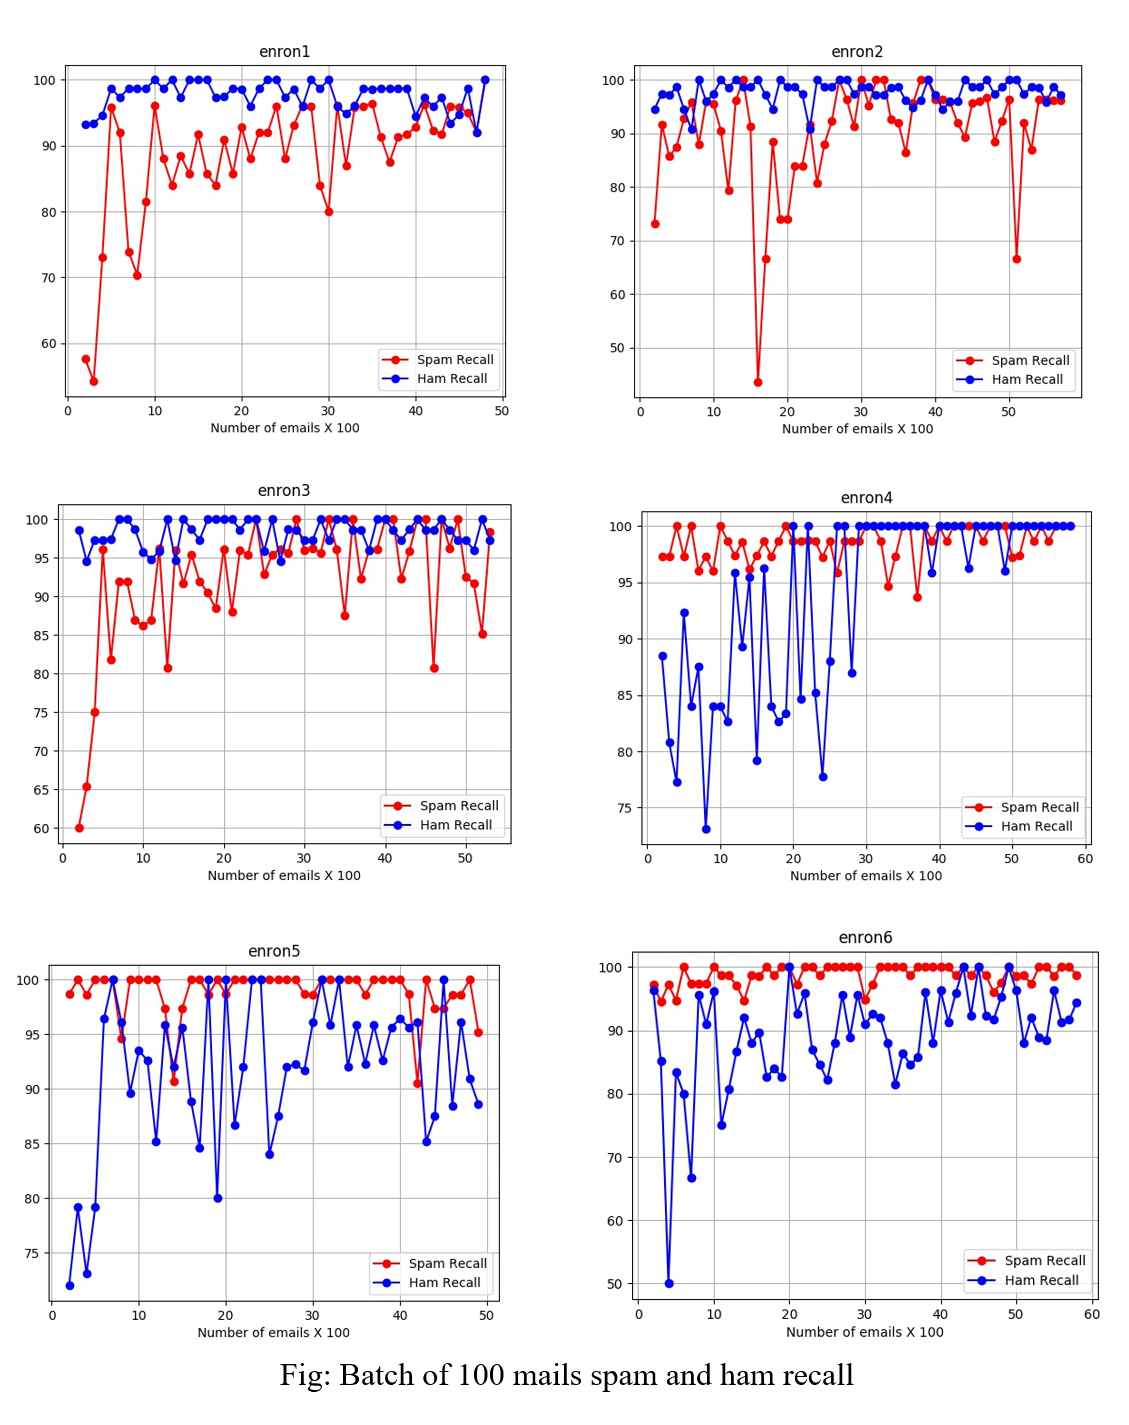 enron1
100
90
80
70
60
Spam Recall
Ham Recall
0 10 20 30 40 50
Number of emails X 100
enron2
100
90
80
70
60
50
Spam Recall
Ham Recall
0 10 20 30 40 50
Number of emails X 100
enron3
100
95
90
85
80
75
70
65
60
Spam Recall
Ham Recall
0 10 20 30 40 50
Number of emails X 100
enron4
100
95
90
85
80
75
Spam Recall
Ham Recall
0 10 20 30 40 50 60
Number of emails X 100
enron5
100
95
90
85
80
75
Spam Recall
Ham Recall
0 10 20 30 40 50
Number of emails X 100
enron6
100
90
80
70
60
50
Spam Recall
Ham Recall
0 10 20 30 40 50 60
Number of emails X 100
Fig: Batch of 100 mails spam and ham recall